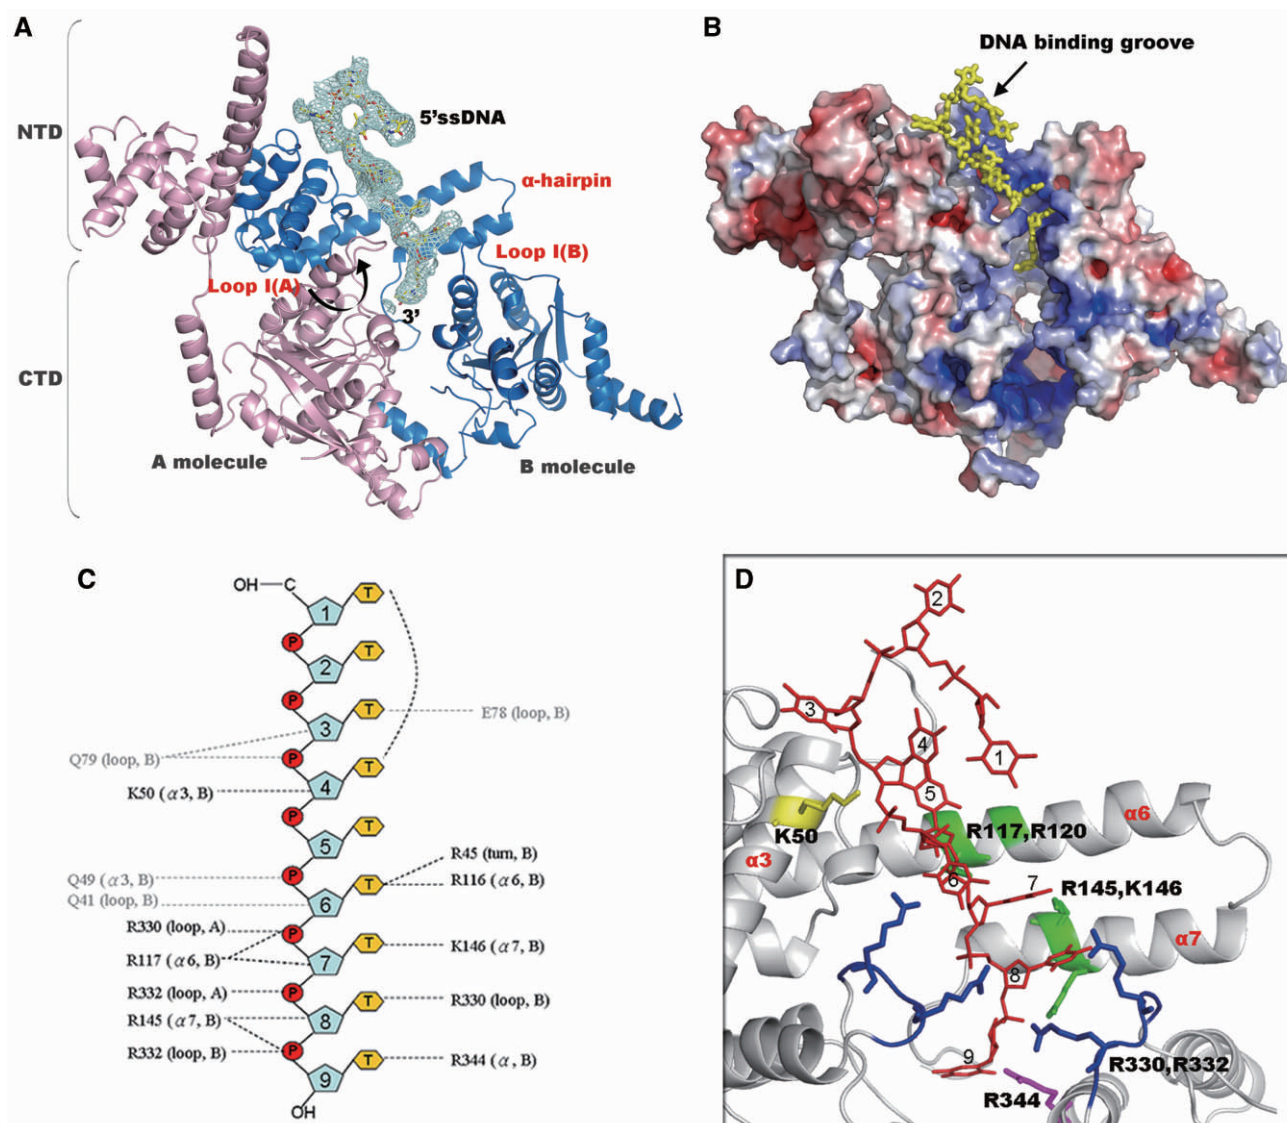 A
NTD
CTD
5'ssDNA
α-hairpin
Loop I(B)
Loop I(A)
3'
A molecule
B molecule
B
DNA binding groove
C
OH—C
T
1
P
T
2
P
T
E78 (loop, B)
3
Q79 (loop, B)
P
T
4
K50 (α3, B)
P
T
5
R45 (turn, B)
Q49 (α3, B)
P
T
R116 (α6, B)
Q41 (loop, B)
6
R330 (loop, A)
P
T
K146 (α7, B)
R117 (α6, B)
7
R332 (loop, A)
P
T
R330 (loop, B)
R145 (α7, B)
8
R332 (loop, B)
P
T
R344 (α, B)
9
OH
D
2
3
4
1
5
K50
R117,R120
α6
α3
6
7
R145,K146
α7
8
9
R330,R332
R344